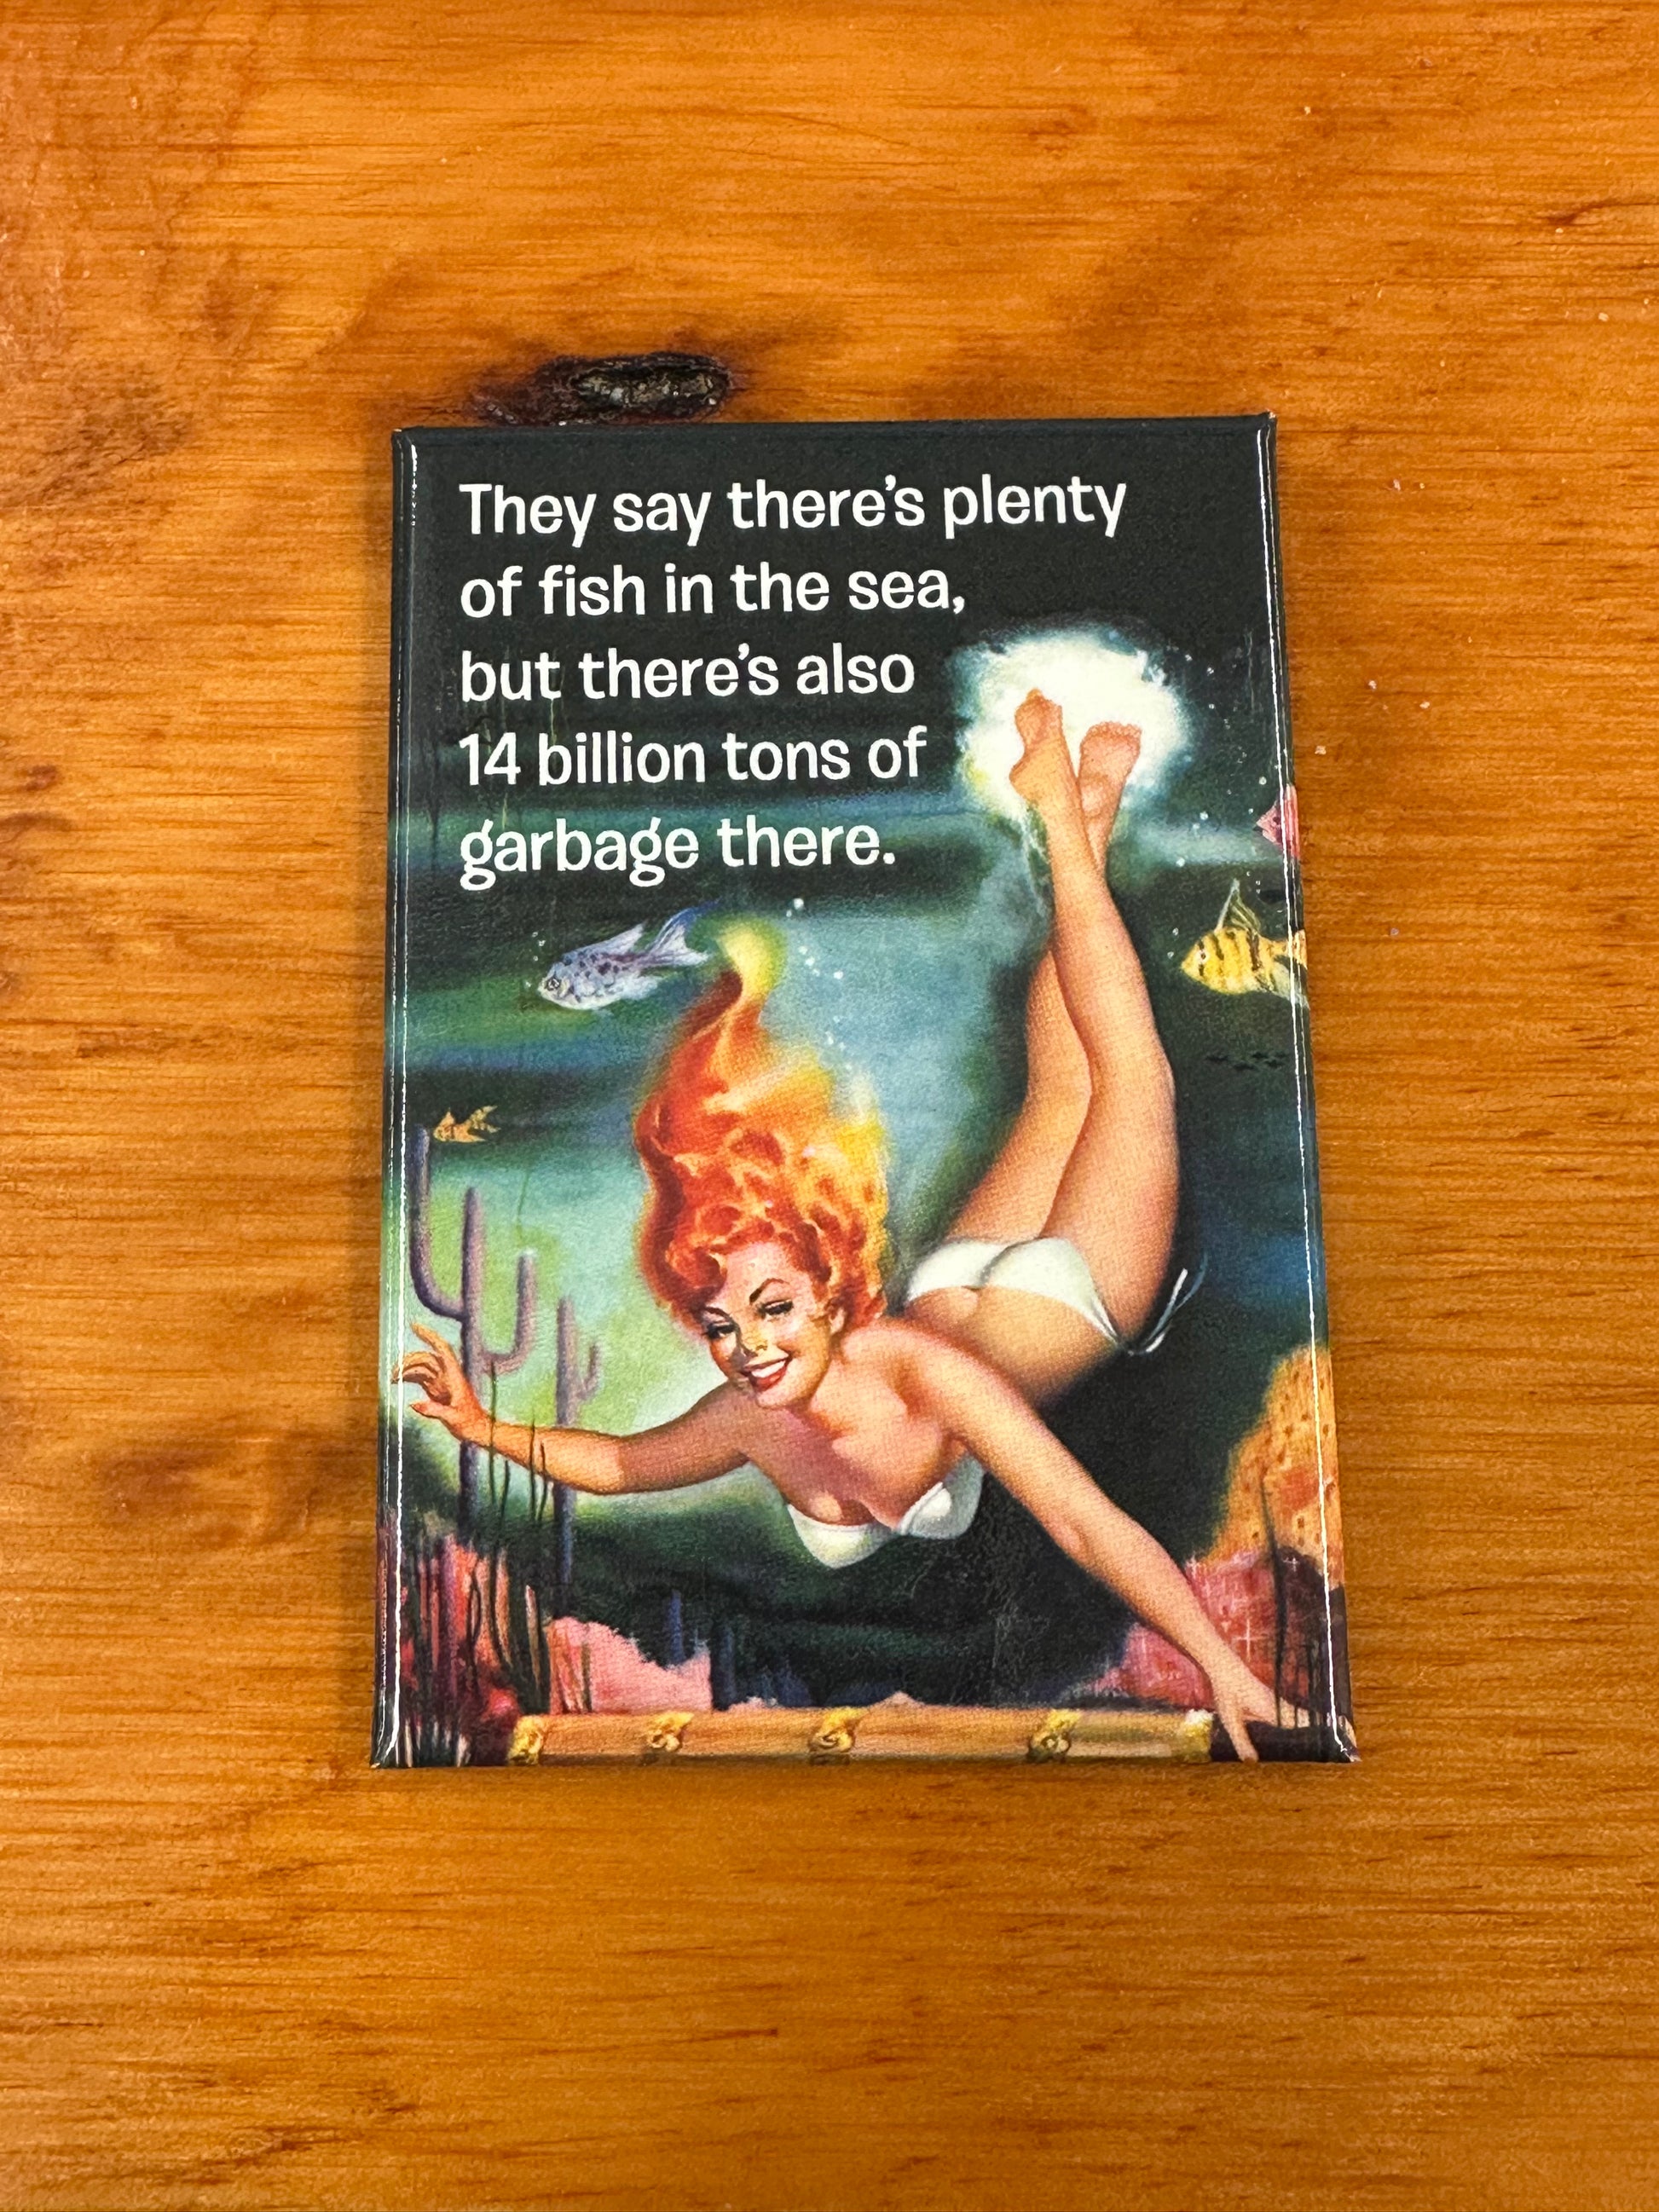 They say there's plenty
of fish in the sea,
but there's also
14 billion tons of
garbage there.